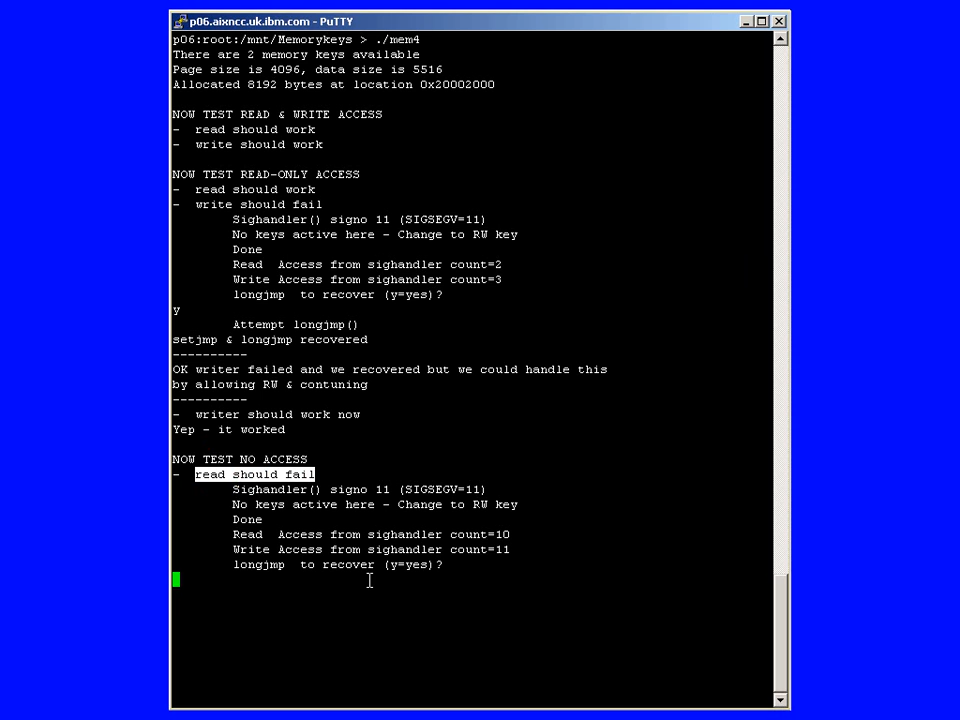 p06.aixncc.uk.ibm.com - PuTTY
p06:root:/mnt/Memorykeys > ./mem4
There are 2 memory keys available
Page size is 4096, data size is 5516
Allocated 8192 bytes at location 0x20002000
NOW TEST READ & WRITE ACCESS
-  read should work
-  write should work
NOW TEST READ-ONLY ACCESS
-  read should work
-  write should fail
Sighandler() signo 11 (SIGSEGV=11)
No keys active here - Change to RW key
Done
Read  Access from sighandler count=2
Write Access from sighandler count=3
longjmp  to recover (y=yes)?
y
Attempt longjmp()
setjmp & longjmp recovered
----------
OK writer failed and we recovered but we could handle this
by allowing RW & contuning
----------
-  writer should work now
Yep - it worked
NOW TEST NO ACCESS
-  read should fail
Sighandler() signo 11 (SIGSEGV=11)
No keys active here - Change to RW key
Done
Read  Access from sighandler count=10
Write Access from sighandler count=11
longjmp  to recover (y=yes)?